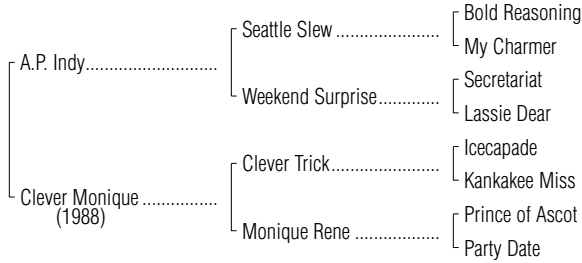 Bold Reasoning
Seattle Slew ....................
My Charmer
A.P. Indy.........................
Secretariat
Weekend Surprise............
Lassie Dear
Icecapade
Clever Trick.....................
Kankakee Miss
Clever Monique ..............
(1988)
Prince of Ascot
Monique Rene ................
Party Date